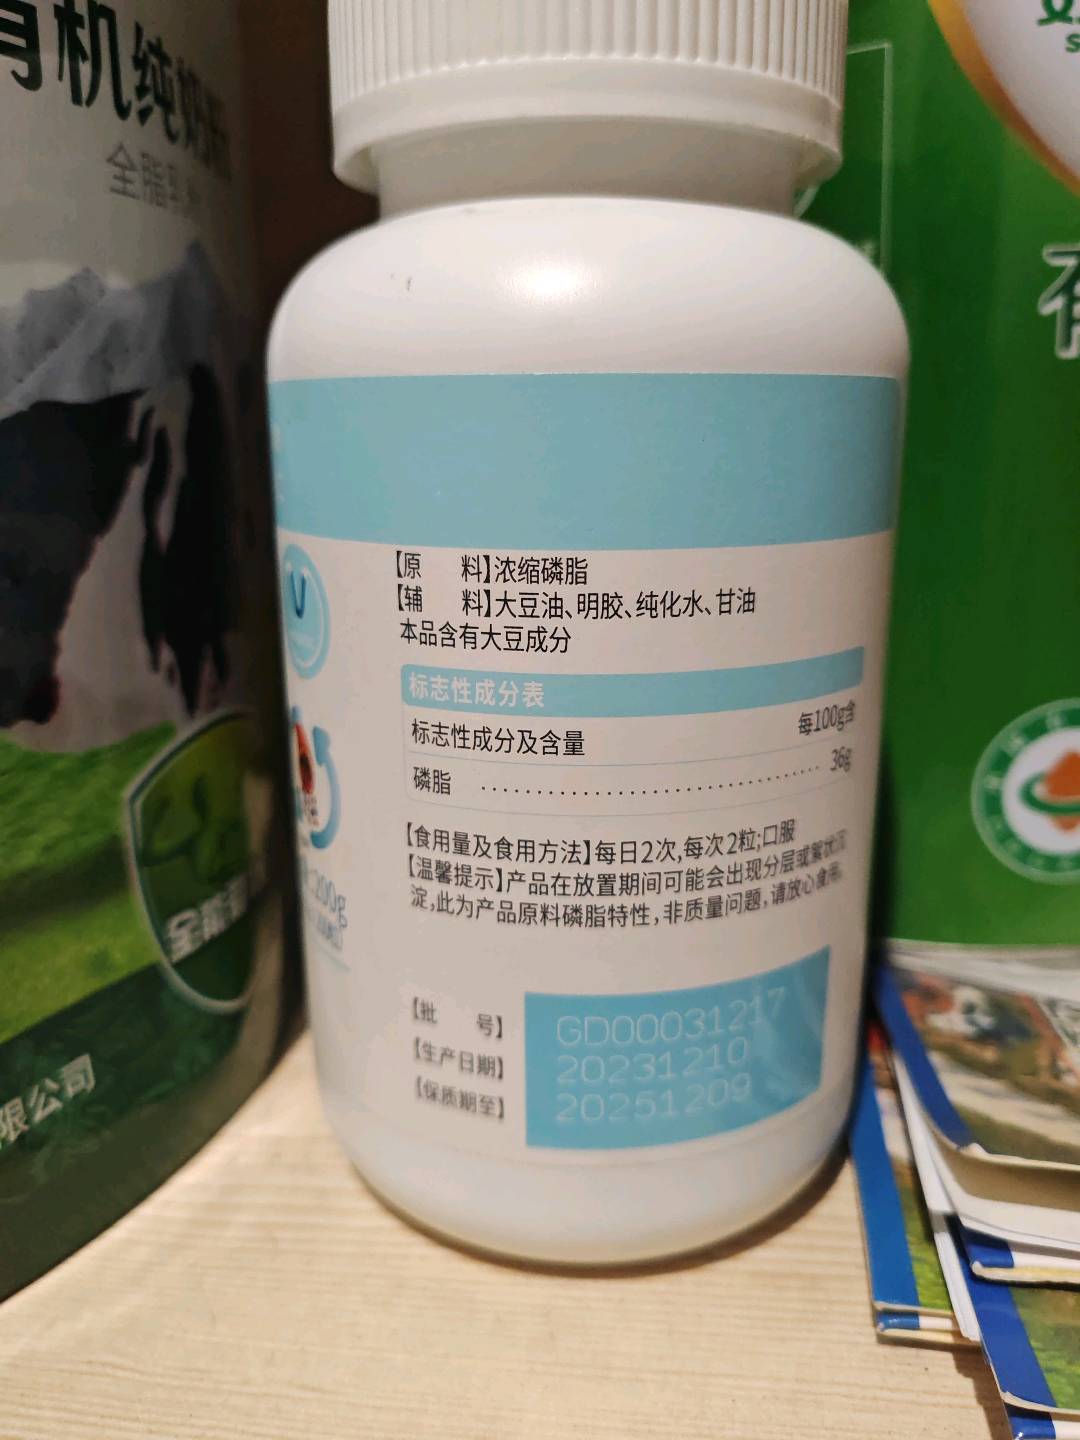 有机纯奶粉
全脂乳
限公司
【原 料】浓缩磷脂
【辅 料】大豆油、明胶、纯化水、甘油
本品含有大豆成分
标志性成分表
标志性成分及含量 每100g含
磷脂 ........................................ 36g
【食用量及食用方法】每日2次,每次2粒;口服
【温馨提示】产品在放置期间可能会出现分层或絮状沉
淀,此为产品原料磷脂特性,非质量问题,请放心食用。
200g
【批 号】GD00031217
【生产日期】20231210
【保质期至】20251209